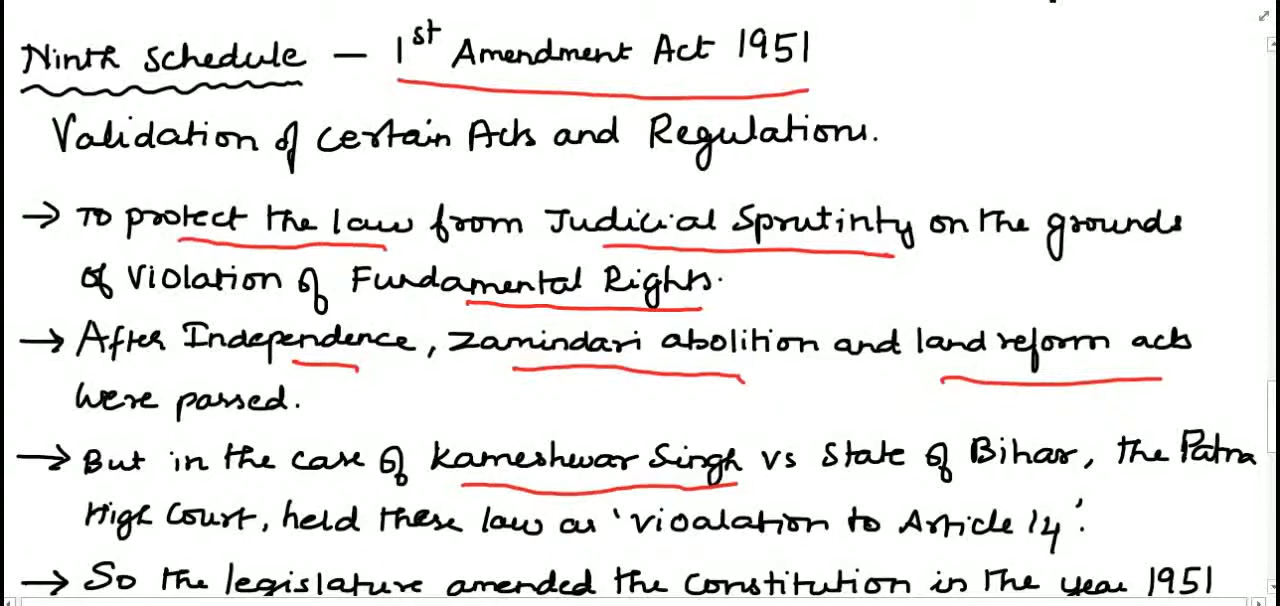 Ninth Schedule — 1st Amendment Act 1951
Validation of certain Acts and Regulations.
→ To protect the law from Judicial Sprutinty on the grounds
of Violation of Fundamental Rights.
→ After Independence, Zamindari abolition and land reform acts
were passed.
→ But in the case of Kameshwar Singh vs State of Bihar, the Patna
High Court, held these law as 'vioalation to Article 14'.
→ So the legislature amended the constitution in the year 1951